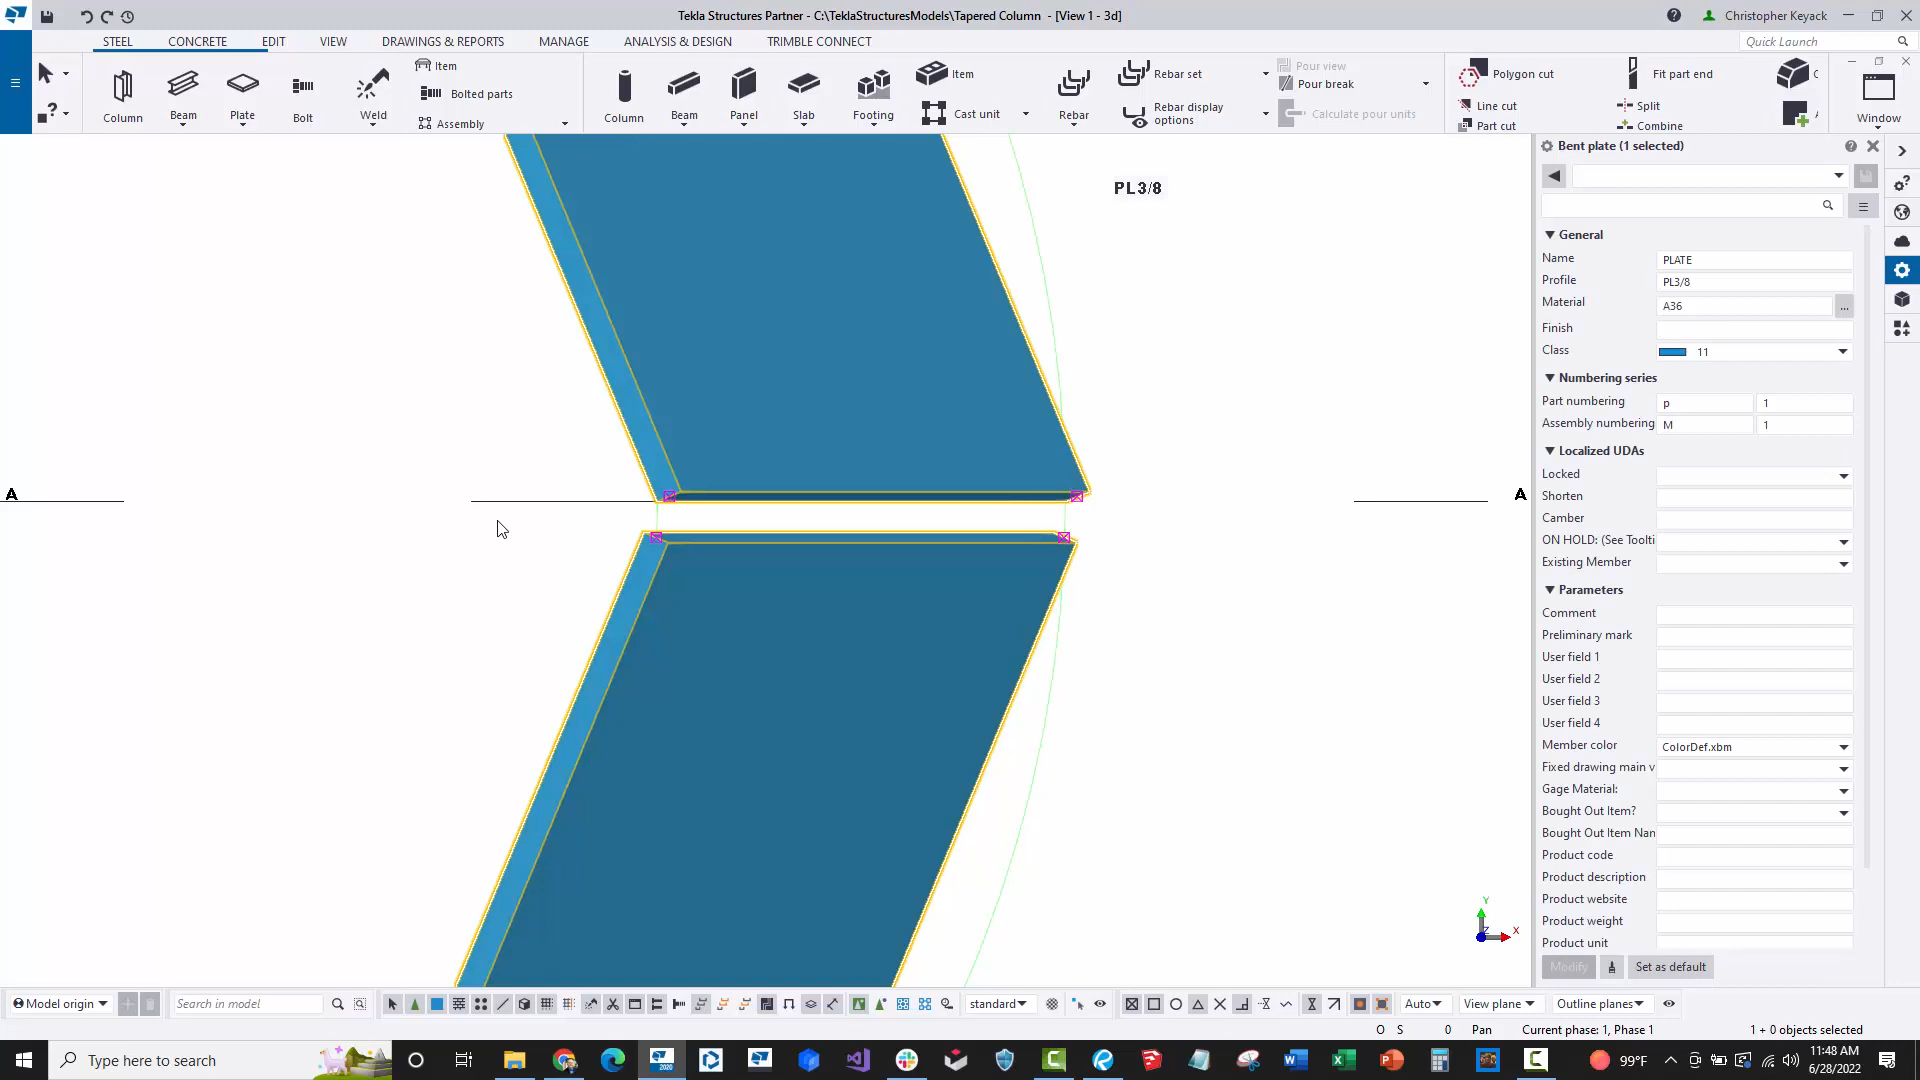 Tekla Structures Partner - C:\TeklaStructuresModels\Tapered Column - [View 1 - 3d]
Christopher Keyack
STEEL CONCRETE EDIT VIEW DRAWINGS & REPORTS MANAGE ANALYSIS & DESIGN TRIMBLE CONNECT
Quick Launch
Column
Beam
Plate
Bolt
Weld
Item
Bolted parts
Assembly
Column
Beam
Panel
Slab
Footing
Item
Cast unit
Rebar
Rebar set
Rebar display
options
Pour view
Pour break
Calculate pour units
Polygon cut
Line cut
Part cut
Fit part end
Split
Combine
Window
PL3/8
A
A
Y
X
Z
Bent plate (1 selected)
General
Name PLATE
Profile PL3/8
Material A36 ...
Finish
Class 11
Numbering series
Part numbering p 1
Assembly numbering M 1
Localized UDAs
Locked
Shorten
Camber
ON HOLD: (See Toolti
Existing Member
Parameters
Comment
Preliminary mark
User field 1
User field 2
User field 3
User field 4
Member color ColorDef.xbm
Fixed drawing main v
Gage Material:
Bought Out Item?
Bought Out Item Nan
Product code
Product description
Product website
Product weight
Product unit
Modify Set as default
Model origin Search in model standard Auto View plane Outline planes
O S 0 Pan Current phase: 1, Phase 1 1 + 0 objects selected
Type here to search
2020
99°F
11:48 AM
6/28/2022